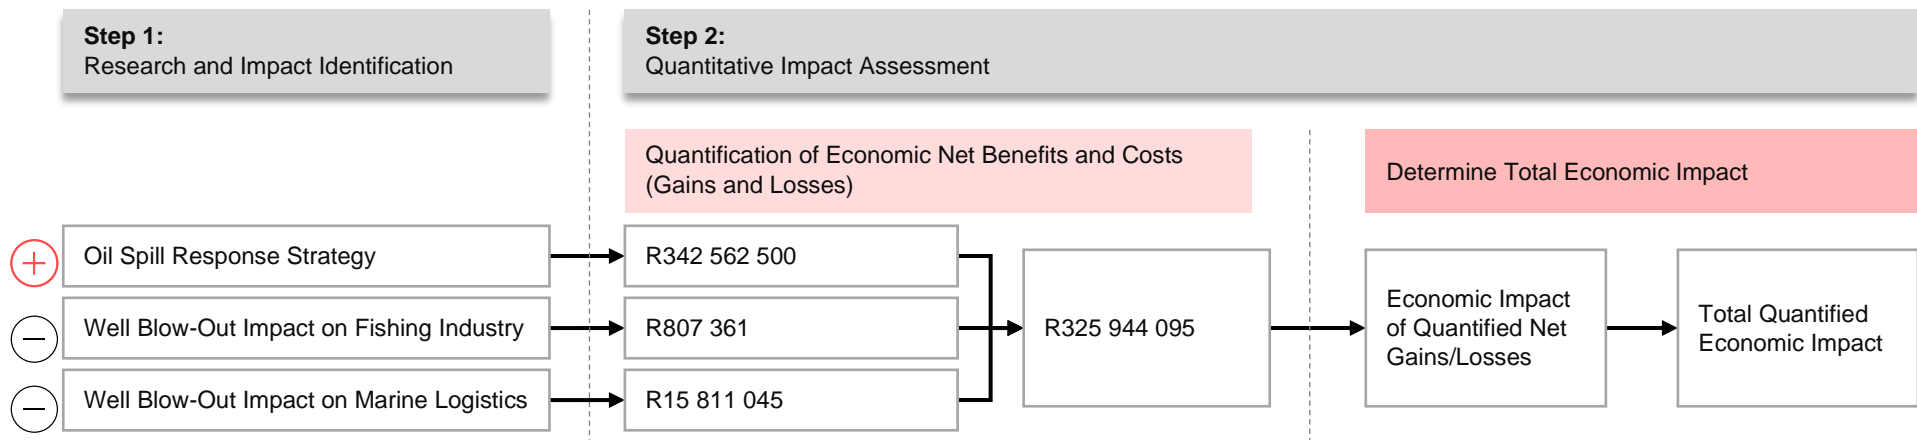 Step 1:
Research and Impact Identification
Step 2:
Quantitative Impact Assessment
Quantification of Economic Net Benefits and Costs
(Gains and Losses)
Determine Total Economic Impact
Oil Spill Response Strategy
R342 562 500
Well Blow-Out Impact on Fishing Industry
R807 361
Well Blow-Out Impact on Marine Logistics
R15 811 045
R325 944 095
Economic Impact
of Quantified Net
Gains/Losses
Total Quantified
Economic Impact